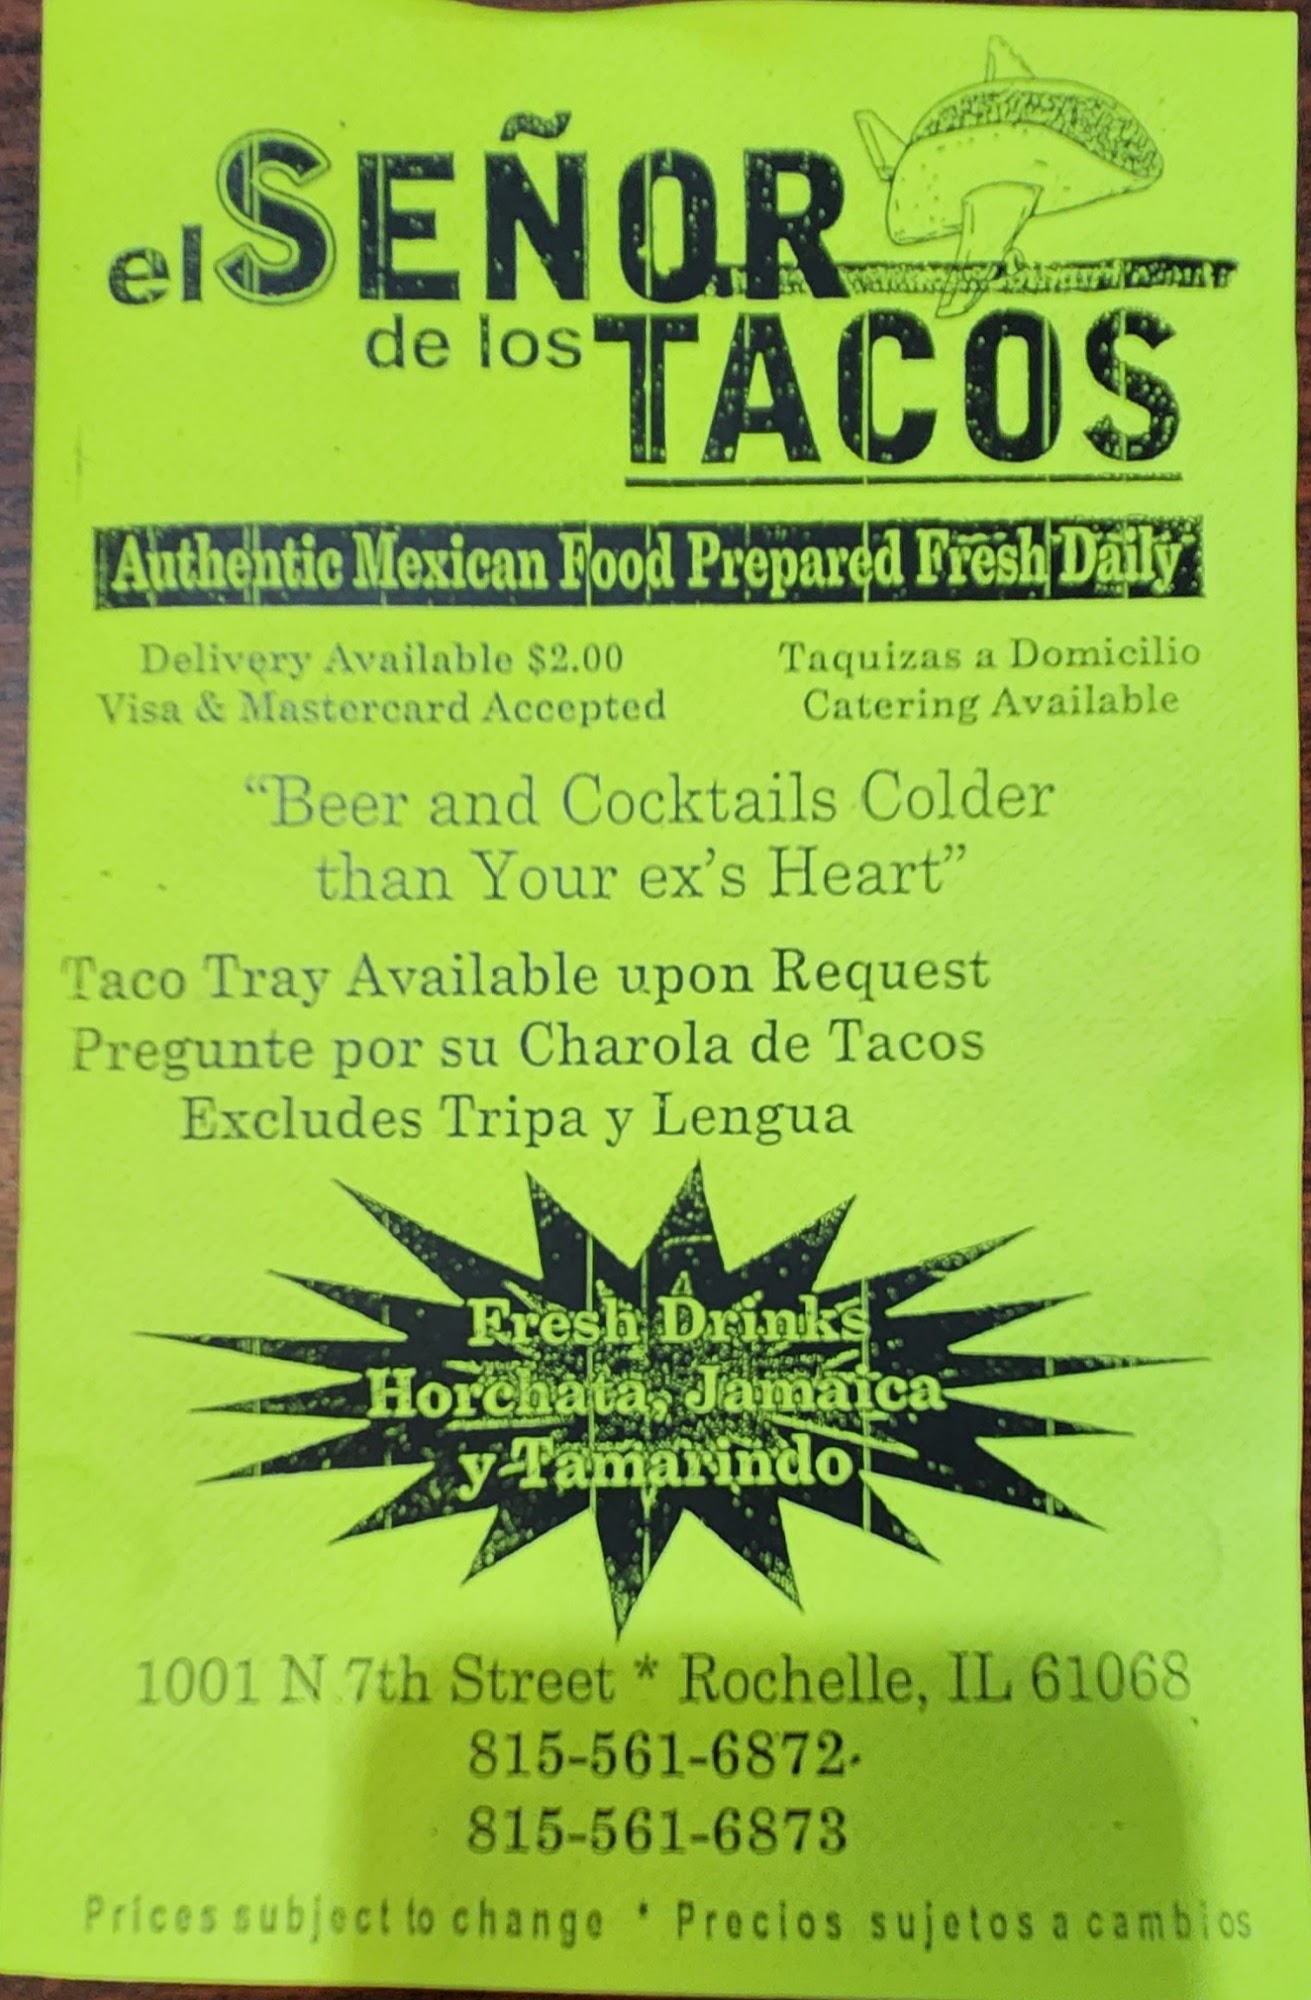 el SEÑOR
de los TACOS
Authentic Mexican Food Prepared Fresh Daily
Delivery Available $2.00
Visa & Mastercard Accepted
Taquizas a Domicilio
Catering Available
“Beer and Cocktails Colder
than Your ex’s Heart”
Taco Tray Available upon Request
Pregunte por su Charola de Tacos
Excludes Tripa y Lengua
Fresh Drinks
Horchata, Jamaica
y Tamarindo
1001 N 7th Street * Rochelle, IL 61068
815-561-6872
815-561-6873
Prices subject to change * Precios sujetos a cambios